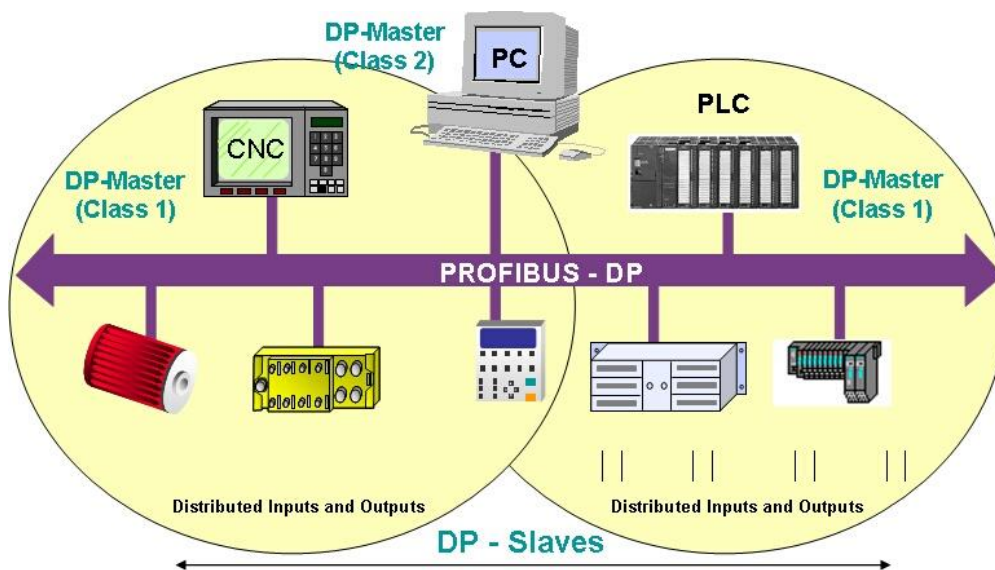 DP-Master
(Class 2)
PC
CNC
PLC
DP-Master
(Class 1)
DP-Master
(Class 1)
PROFIBUS - DP
Distributed Inputs and Outputs
Distributed Inputs and Outputs
DP - Slaves